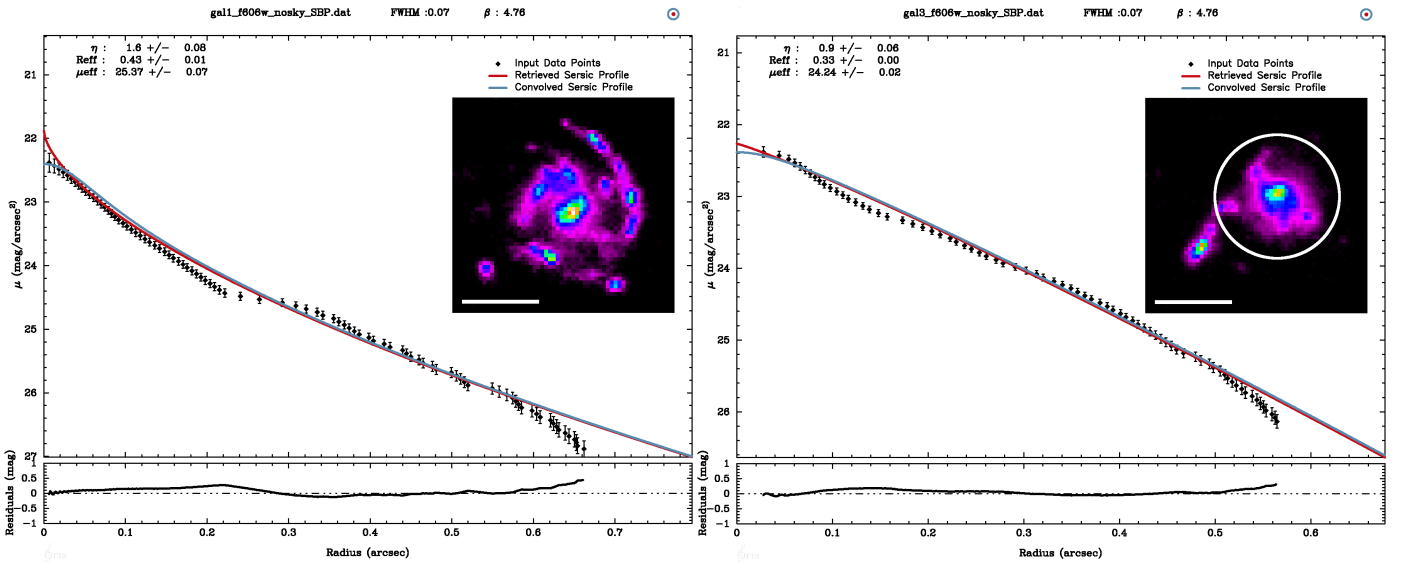 gal1_f606w_nosky_SBP.dat FWHM :0.07 β : 4.76
η : 1.6 +/− 0.08
Reff : 0.43 +/− 0.01
μeff : 25.37 +/− 0.07
Input Data Points
Retrieved Sersic Profile
Convolved Sersic Profile
μ (mag/arcsec²)
21
22
23
24
25
26
27
Residuals (mag)
1
0.5
0
−0.5
−1
0 0.1 0.2 0.3 0.4 0.5 0.6 0.7
Radius (arcsec)
gal3_f606w_nosky_SBP.dat FWHM :0.07 β : 4.76
η : 0.9 +/− 0.06
Reff : 0.33 +/− 0.00
μeff : 24.24 +/− 0.02
Input Data Points
Retrieved Sersic Profile
Convolved Sersic Profile
μ (mag/arcsec²)
21
22
23
24
25
26
Residuals (mag)
1
0.5
0
−0.5
−1
0 0.1 0.2 0.3 0.4 0.5 0.6
Radius (arcsec)